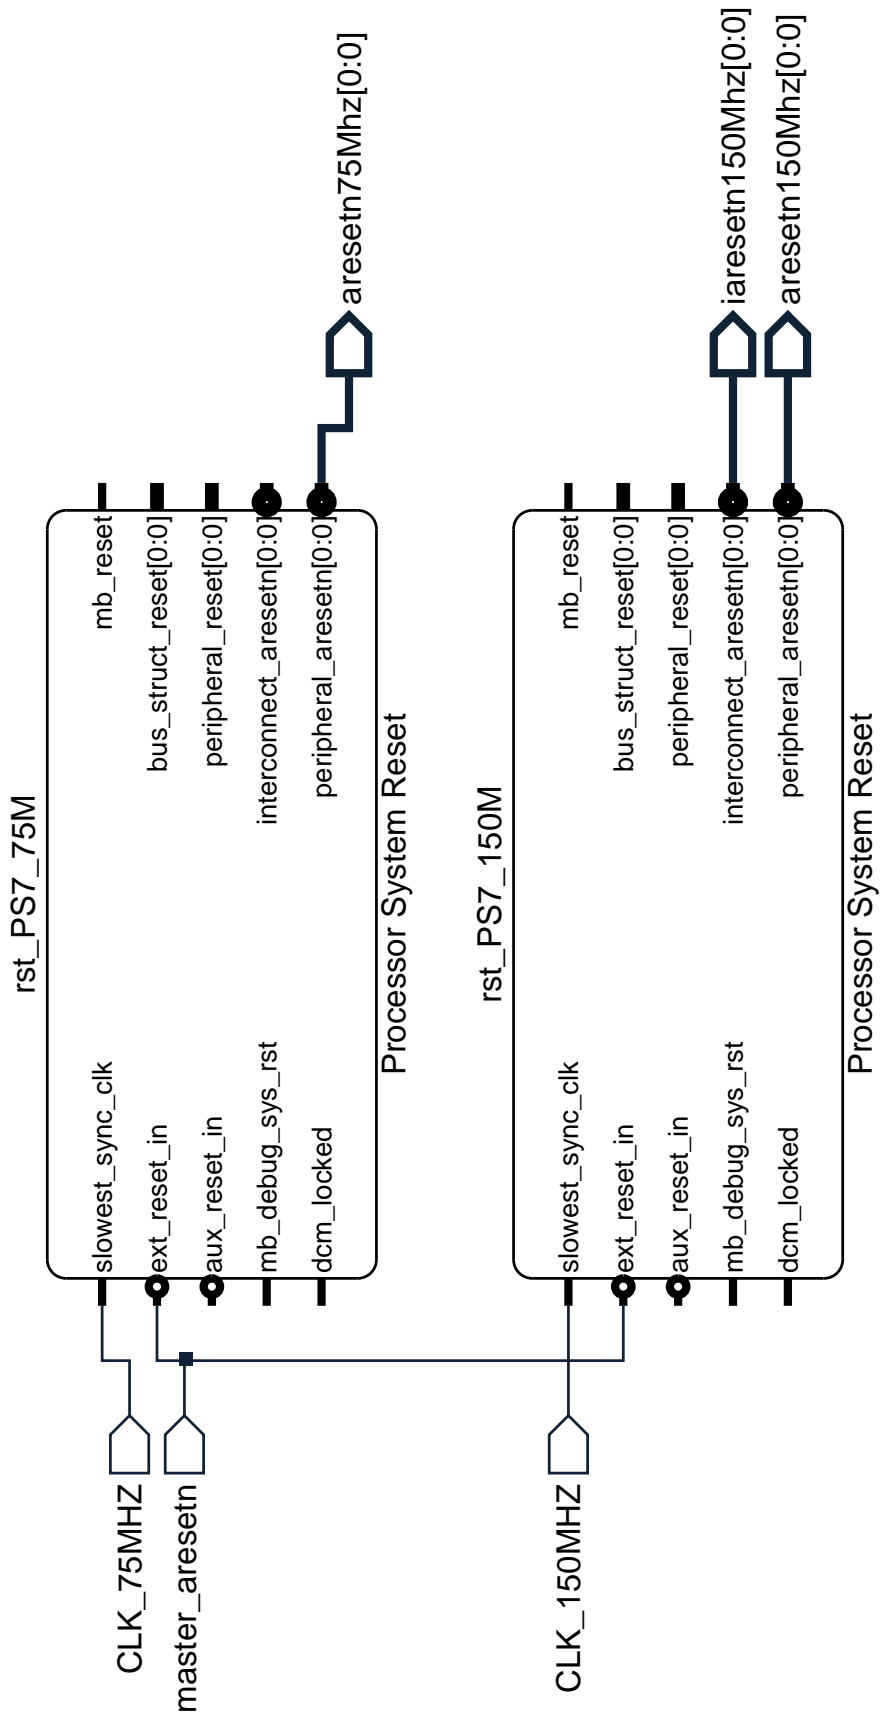 rst_PS7_75M
CLK_75MHZ
master_aresetn
slowest_sync_clk
ext_reset_in
aux_reset_in
mb_debug_sys_rst
dcm_locked
mb_reset
bus_struct_reset[0:0]
peripheral_reset[0:0]
interconnect_aresetn[0:0]
peripheral_aresetn[0:0]
aresetn75Mhz[0:0]
Processor System Reset
rst_PS7_150M
CLK_150MHZ
slowest_sync_clk
ext_reset_in
aux_reset_in
mb_debug_sys_rst
dcm_locked
mb_reset
bus_struct_reset[0:0]
peripheral_reset[0:0]
interconnect_aresetn[0:0]
peripheral_aresetn[0:0]
iaresetn150Mhz[0:0]
aresetn150Mhz[0:0]
Processor System Reset